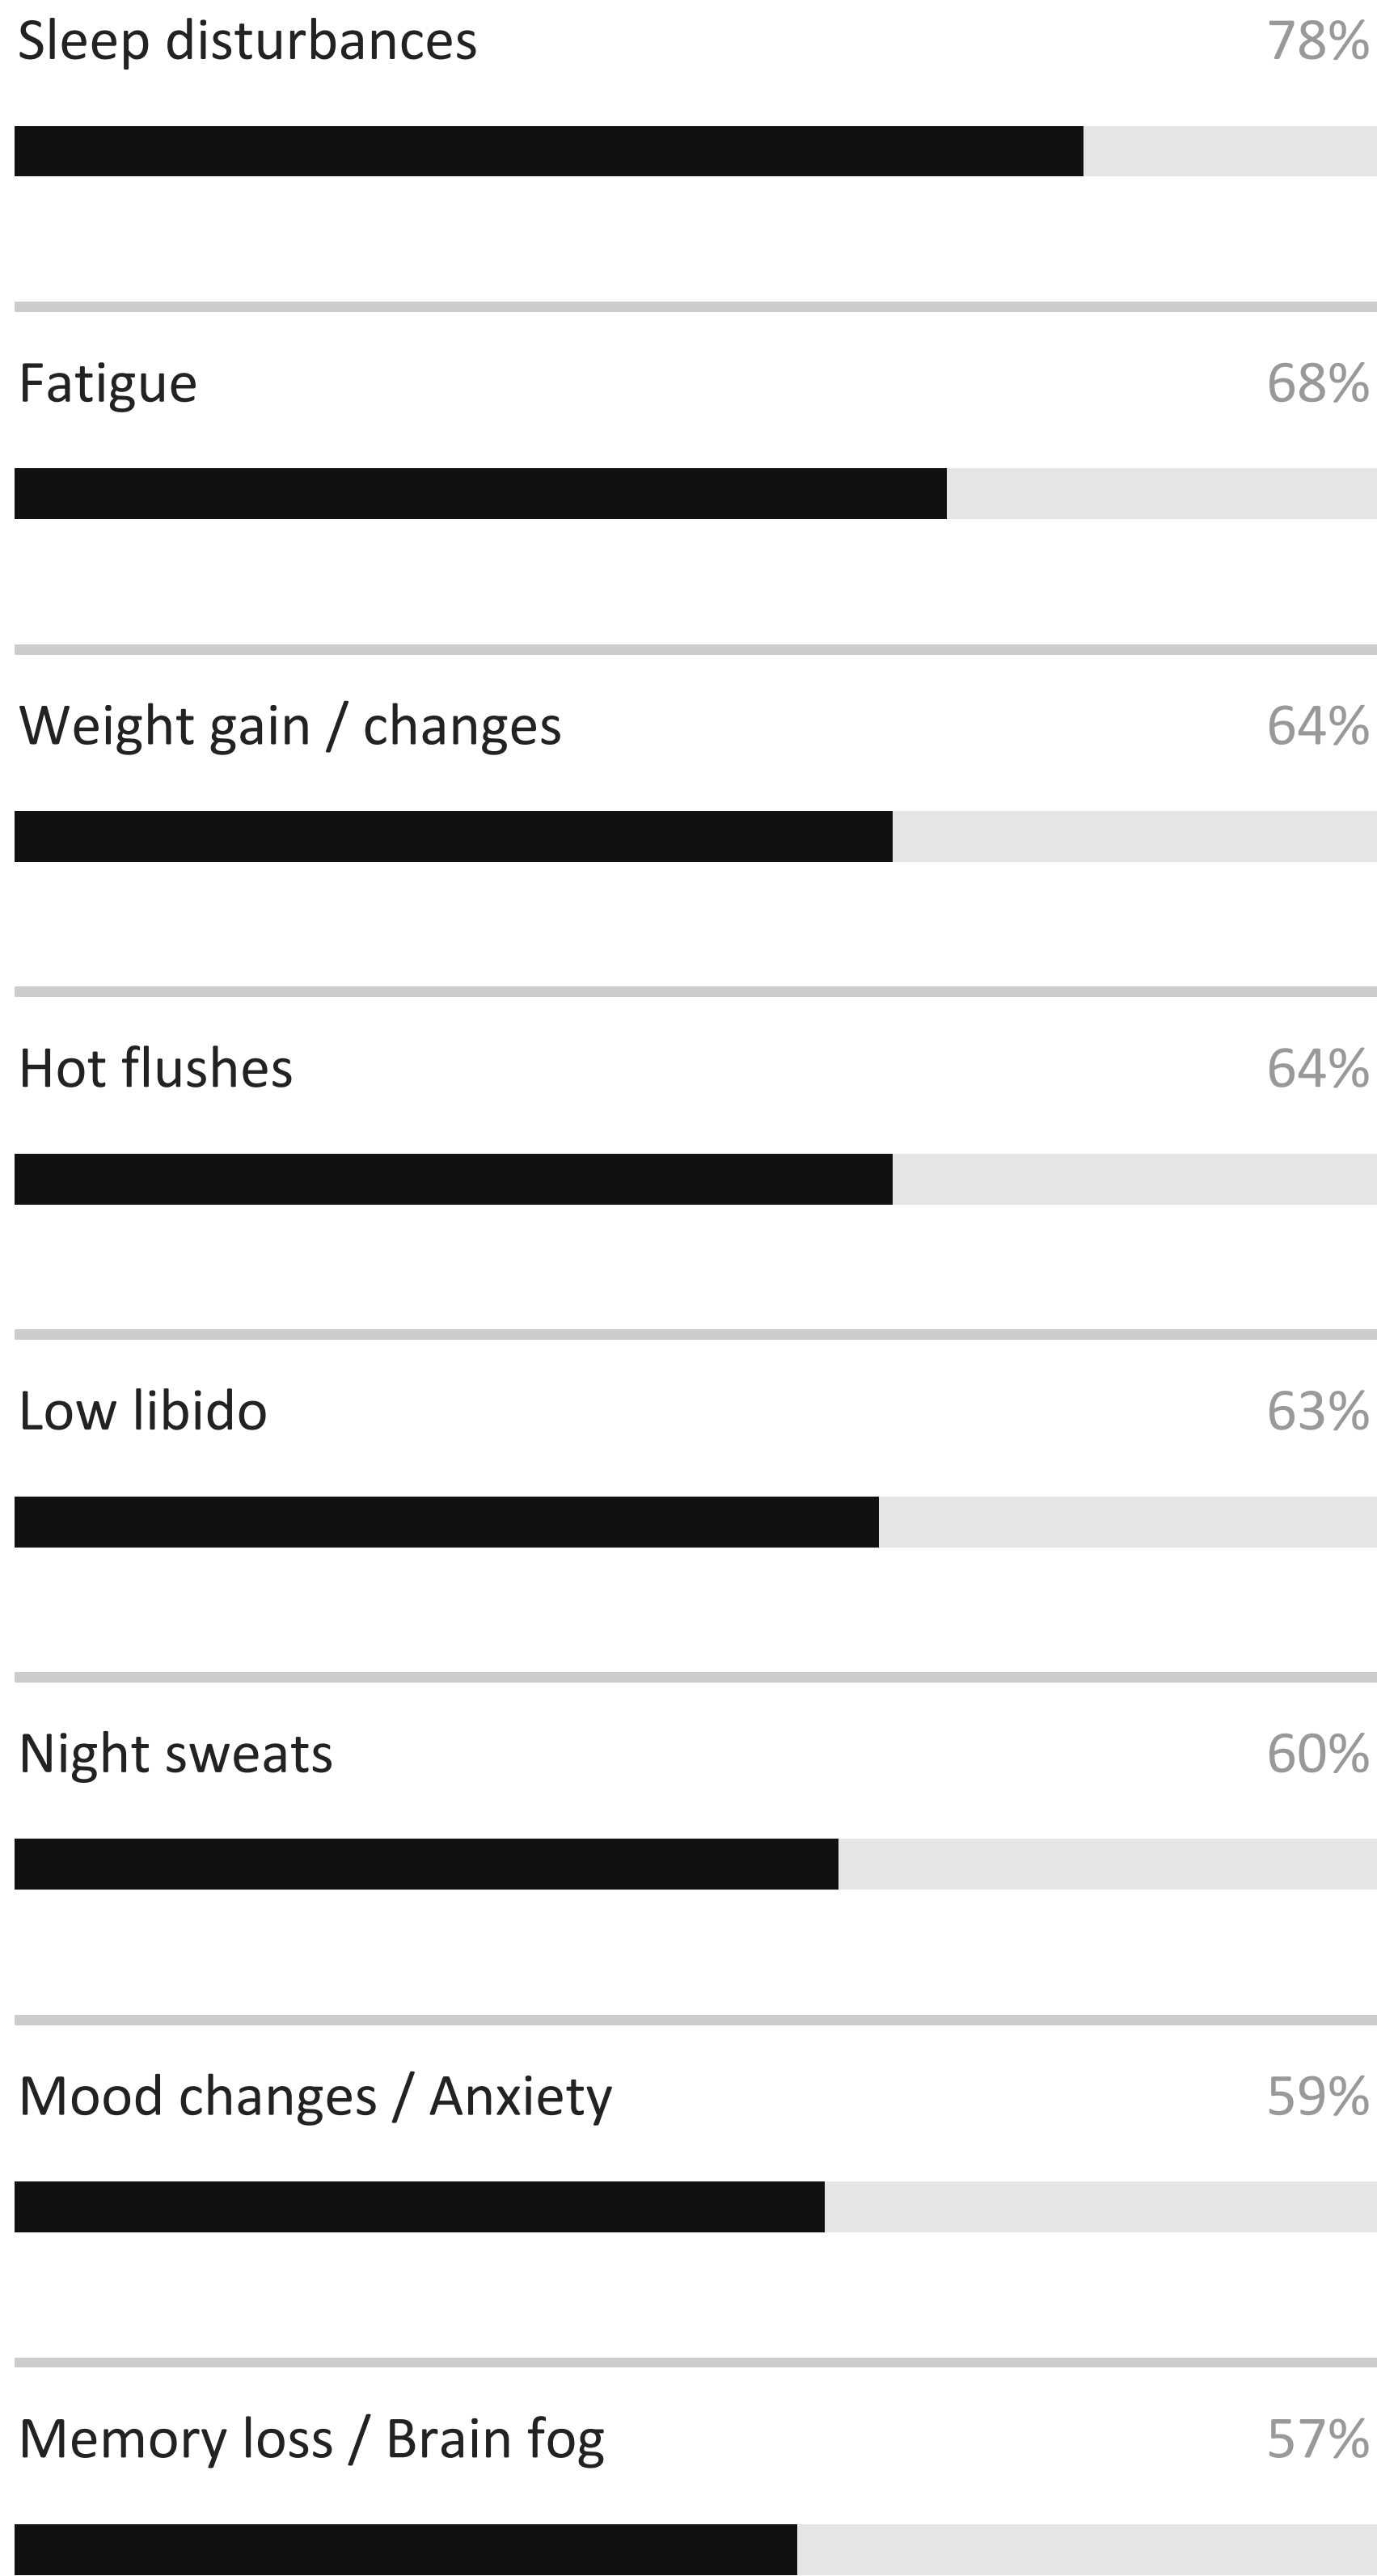 Sleep disturbances 78%
Fatigue 68%
Weight gain / changes 64%
Hot flushes 64%
Low libido 63%
Night sweats 60%
Mood changes / Anxiety 59%
Memory loss / Brain fog 57%